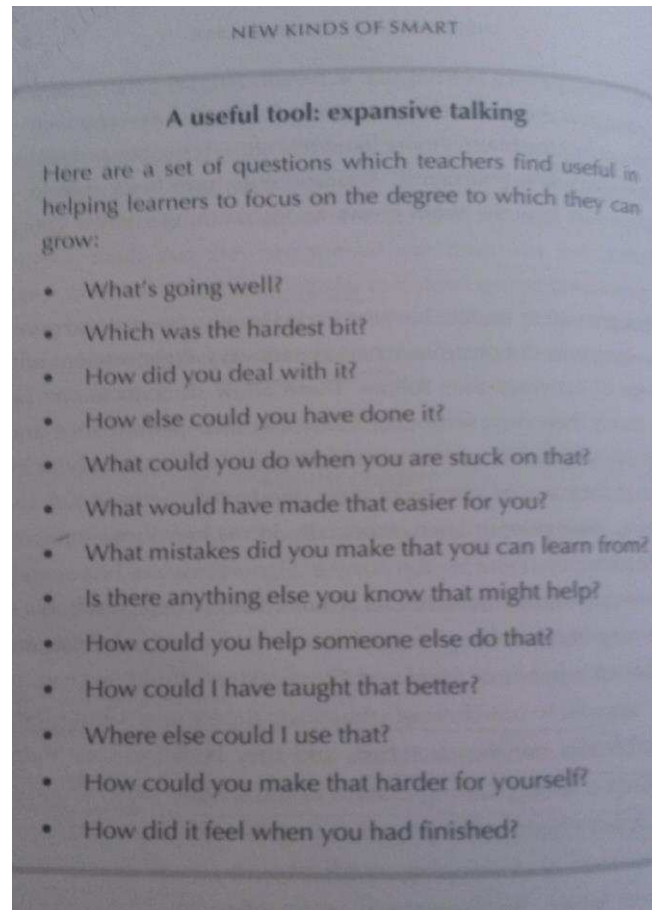 NEW KINDS OF SMART
A useful tool: expansive talking
Here are a set of questions which teachers find useful in
helping learners to focus on the degree to which they can
grow:
• What's going well?
• Which was the hardest bit?
• How did you deal with it?
• How else could you have done it?
• What could you do when you are stuck on that?
• What would have made that easier for you?
• What mistakes did you make that you can learn from?
• Is there anything else you know that might help?
• How could you help someone else do that?
• How could I have taught that better?
• Where else could I use that?
• How could you make that harder for yourself?
• How did it feel when you had finished?